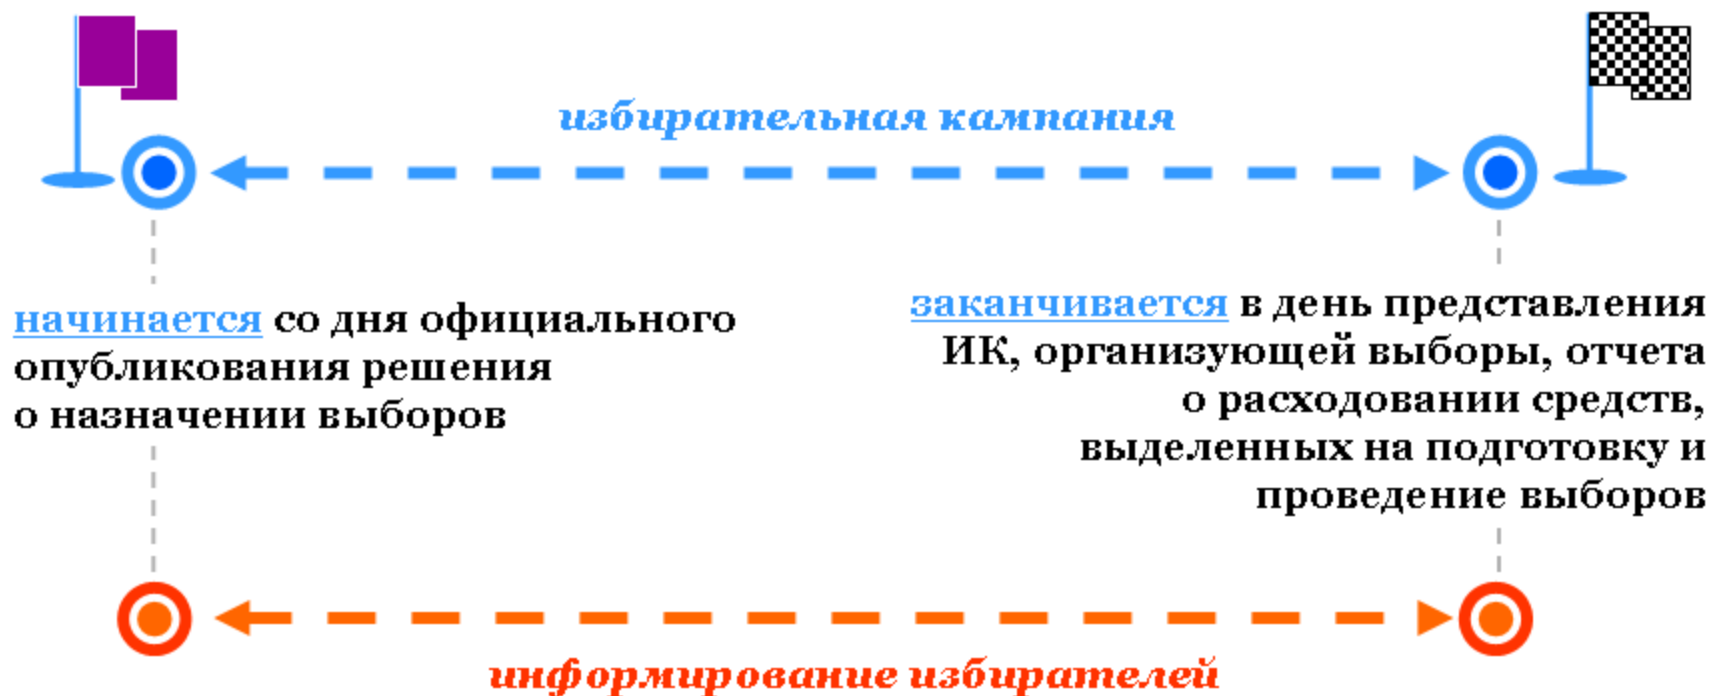 избирательная кампания
начинается со дня официального
опубликования решения
о назначении выборов
заканчивается в день представления
ИК, организующей выборы, отчета
о расходовании средств,
выделенных на подготовку и
проведение выборов
информирование избирателей